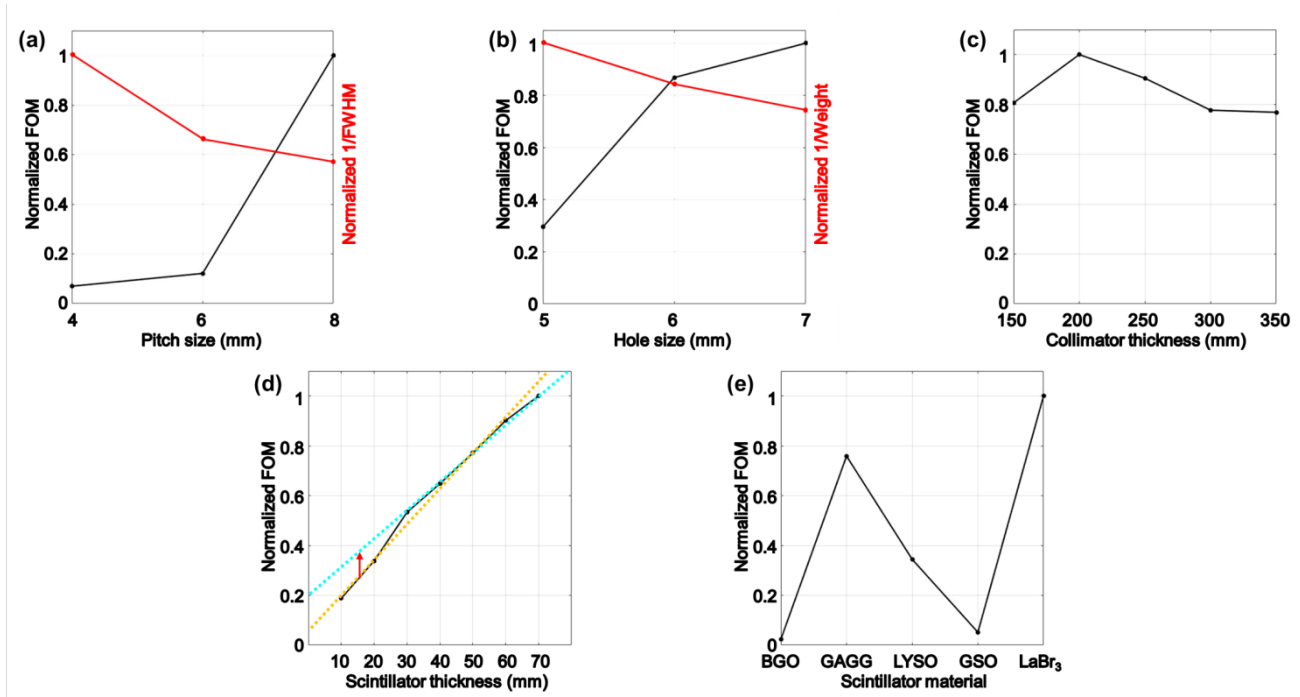 (a)
Normalized FOM
1
0.8
0.6
0.4
0.2
0
4
6
8
Pitch size (mm)
Normalized 1/FWHM
(b)
Normalized FOM
1
0.8
0.6
0.4
0.2
0
5
6
7
Hole size (mm)
Normalized 1/Weight
(c)
Normalized FOM
1
0.8
0.6
0.4
0.2
0
150
200
250
300
350
Collimator thickness (mm)
(d)
Normalized FOM
1
0.8
0.6
0.4
0.2
0
10
20
30
40
50
60
70
Scintillator thickness (mm)
(e)
Normalized FOM
1
0.8
0.6
0.4
0.2
0
BGO
GAGG
LYSO
GSO
LaBr₃
Scintillator material